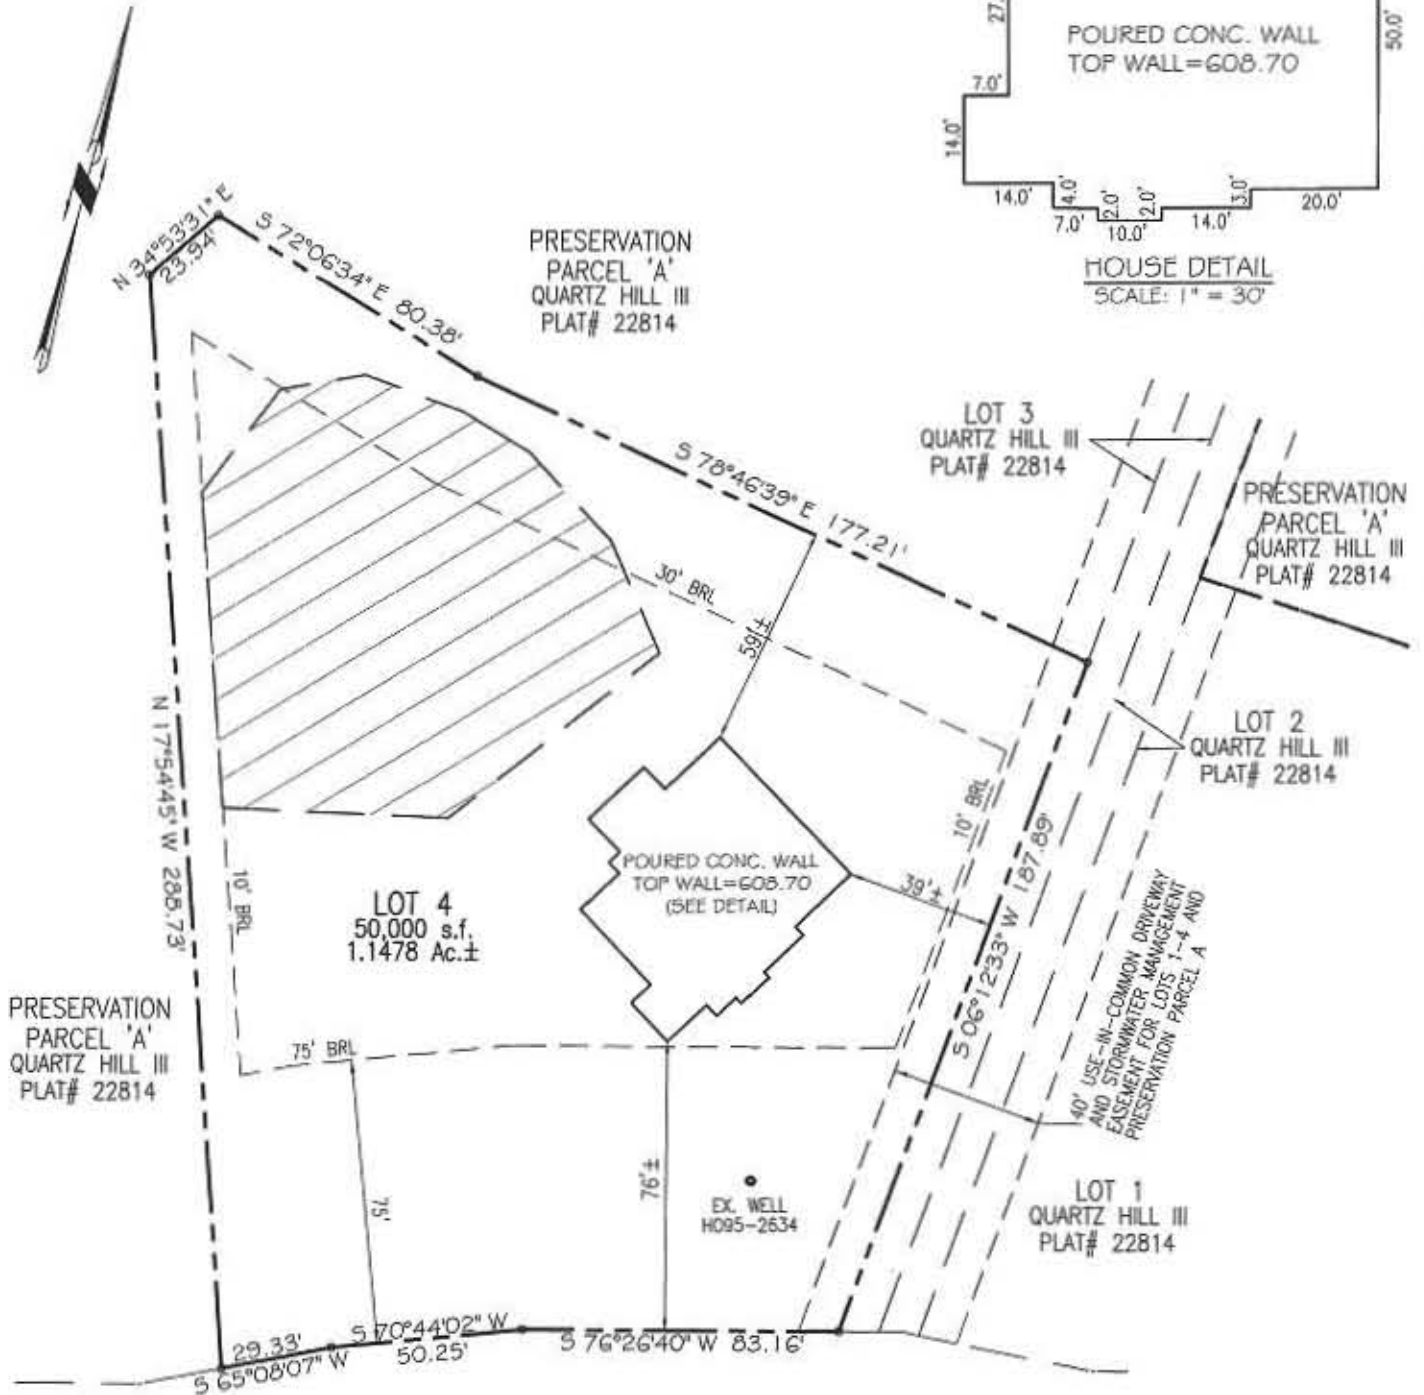 27.
50.0'
POURED CONC. WALL
TOP WALL=608.70
7.0'
14.0'
14.0'
4.0'
7.0'
2.0'
10.0'
2.0'
14.0'
3.0'
20.0'
HOUSE DETAIL
SCALE: 1" = 30'
N 34°53'31" E
23.94'
S 72°06'34" E 80.38'
PRESERVATION
PARCEL 'A'
QUARTZ HILL III
PLAT# 22814
S 78°46'39" E 177.21'
LOT 3
QUARTZ HILL III
PLAT# 22814
PRESERVATION
PARCEL 'A'
QUARTZ HILL III
PLAT# 22814
30' BRL
59'±
LOT 2
QUARTZ HILL III
PLAT# 22814
N 17°54'45" W 288.73'
10' BRL
10' BRL
POURED CONC. WALL
TOP WALL=608.70
(SEE DETAIL)
39'±
S 06°12'33" W 187.89'
LOT 4
50,000 s.f.
1.1478 Ac.±
40' USE-IN-COMMON DRIVEWAY
AND STORMWATER MANAGEMENT
EASEMENT FOR LOTS 1-4 AND
PRESERVATION PARCEL A
PRESERVATION
PARCEL 'A'
QUARTZ HILL III
PLAT# 22814
75' BRL
75'
76'±
EX. WELL
HO95-2634
LOT 1
QUARTZ HILL III
PLAT# 22814
29.33'
S 65°08'07" W
S 70°44'02" W
50.25'
S 76°26'40" W 83.16'